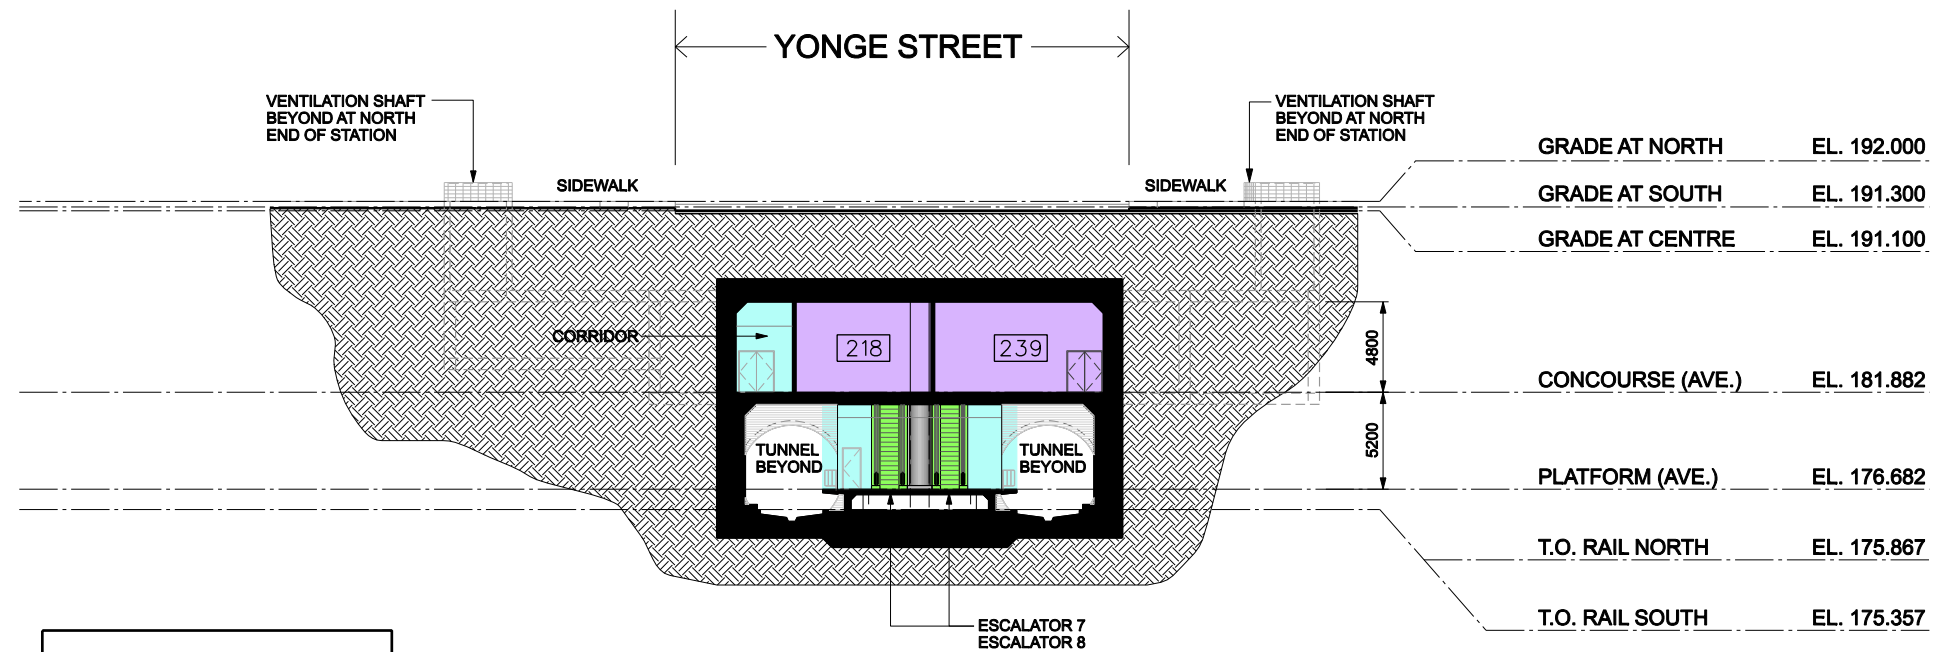 YONGE STREET
VENTILATION SHAFT
BEYOND AT NORTH
END OF STATION
VENTILATION SHAFT
BEYOND AT NORTH
END OF STATION
SIDEWALK
SIDEWALK
GRADE AT NORTH EL. 192.000
GRADE AT SOUTH EL. 191.300
GRADE AT CENTRE EL. 191.100
CORRIDOR
218
239
4800
CONCOURSE (AVE.) EL. 181.882
5200
TUNNEL
BEYOND
TUNNEL
BEYOND
PLATFORM (AVE.) EL. 176.682
T.O. RAIL NORTH EL. 175.867
T.O. RAIL SOUTH EL. 175.357
ESCALATOR 7
ESCALATOR 8